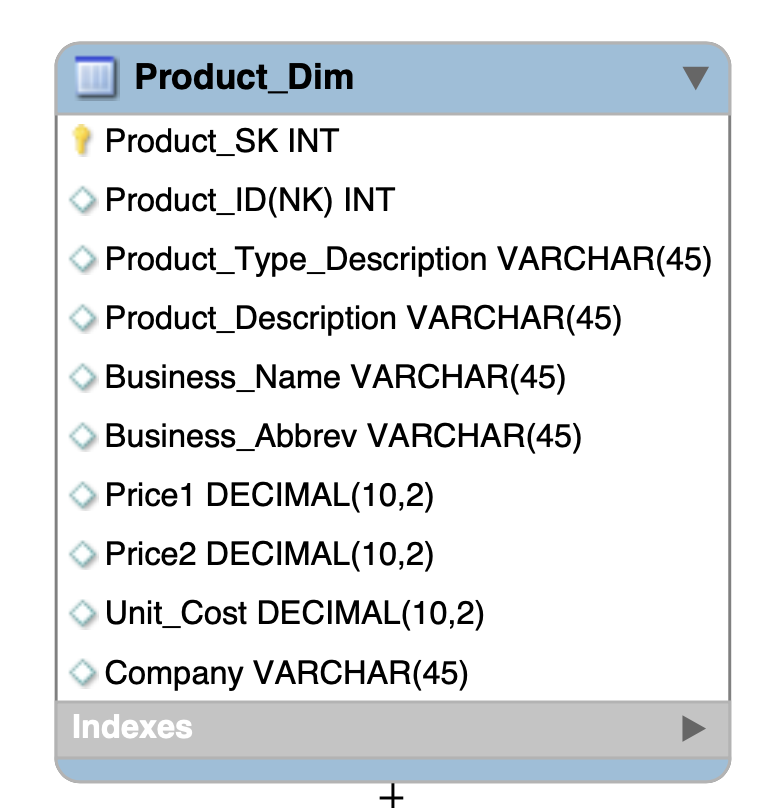 Product_Dim
Product_SK INT
Product_ID(NK) INT
Product_Type_Description VARCHAR(45)
Product_Description VARCHAR(45)
Business_Name VARCHAR(45)
Business_Abbrev VARCHAR(45)
Price1 DECIMAL(10,2)
Price2 DECIMAL(10,2)
Unit_Cost DECIMAL(10,2)
Company VARCHAR(45)
Indexes